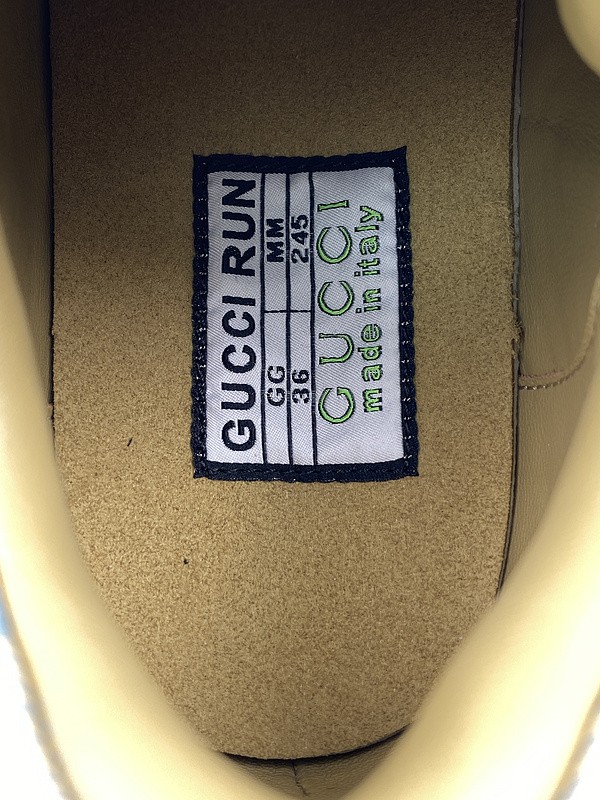 GUCCI RUN
GG MM
36 245
GUCCI
made in italy